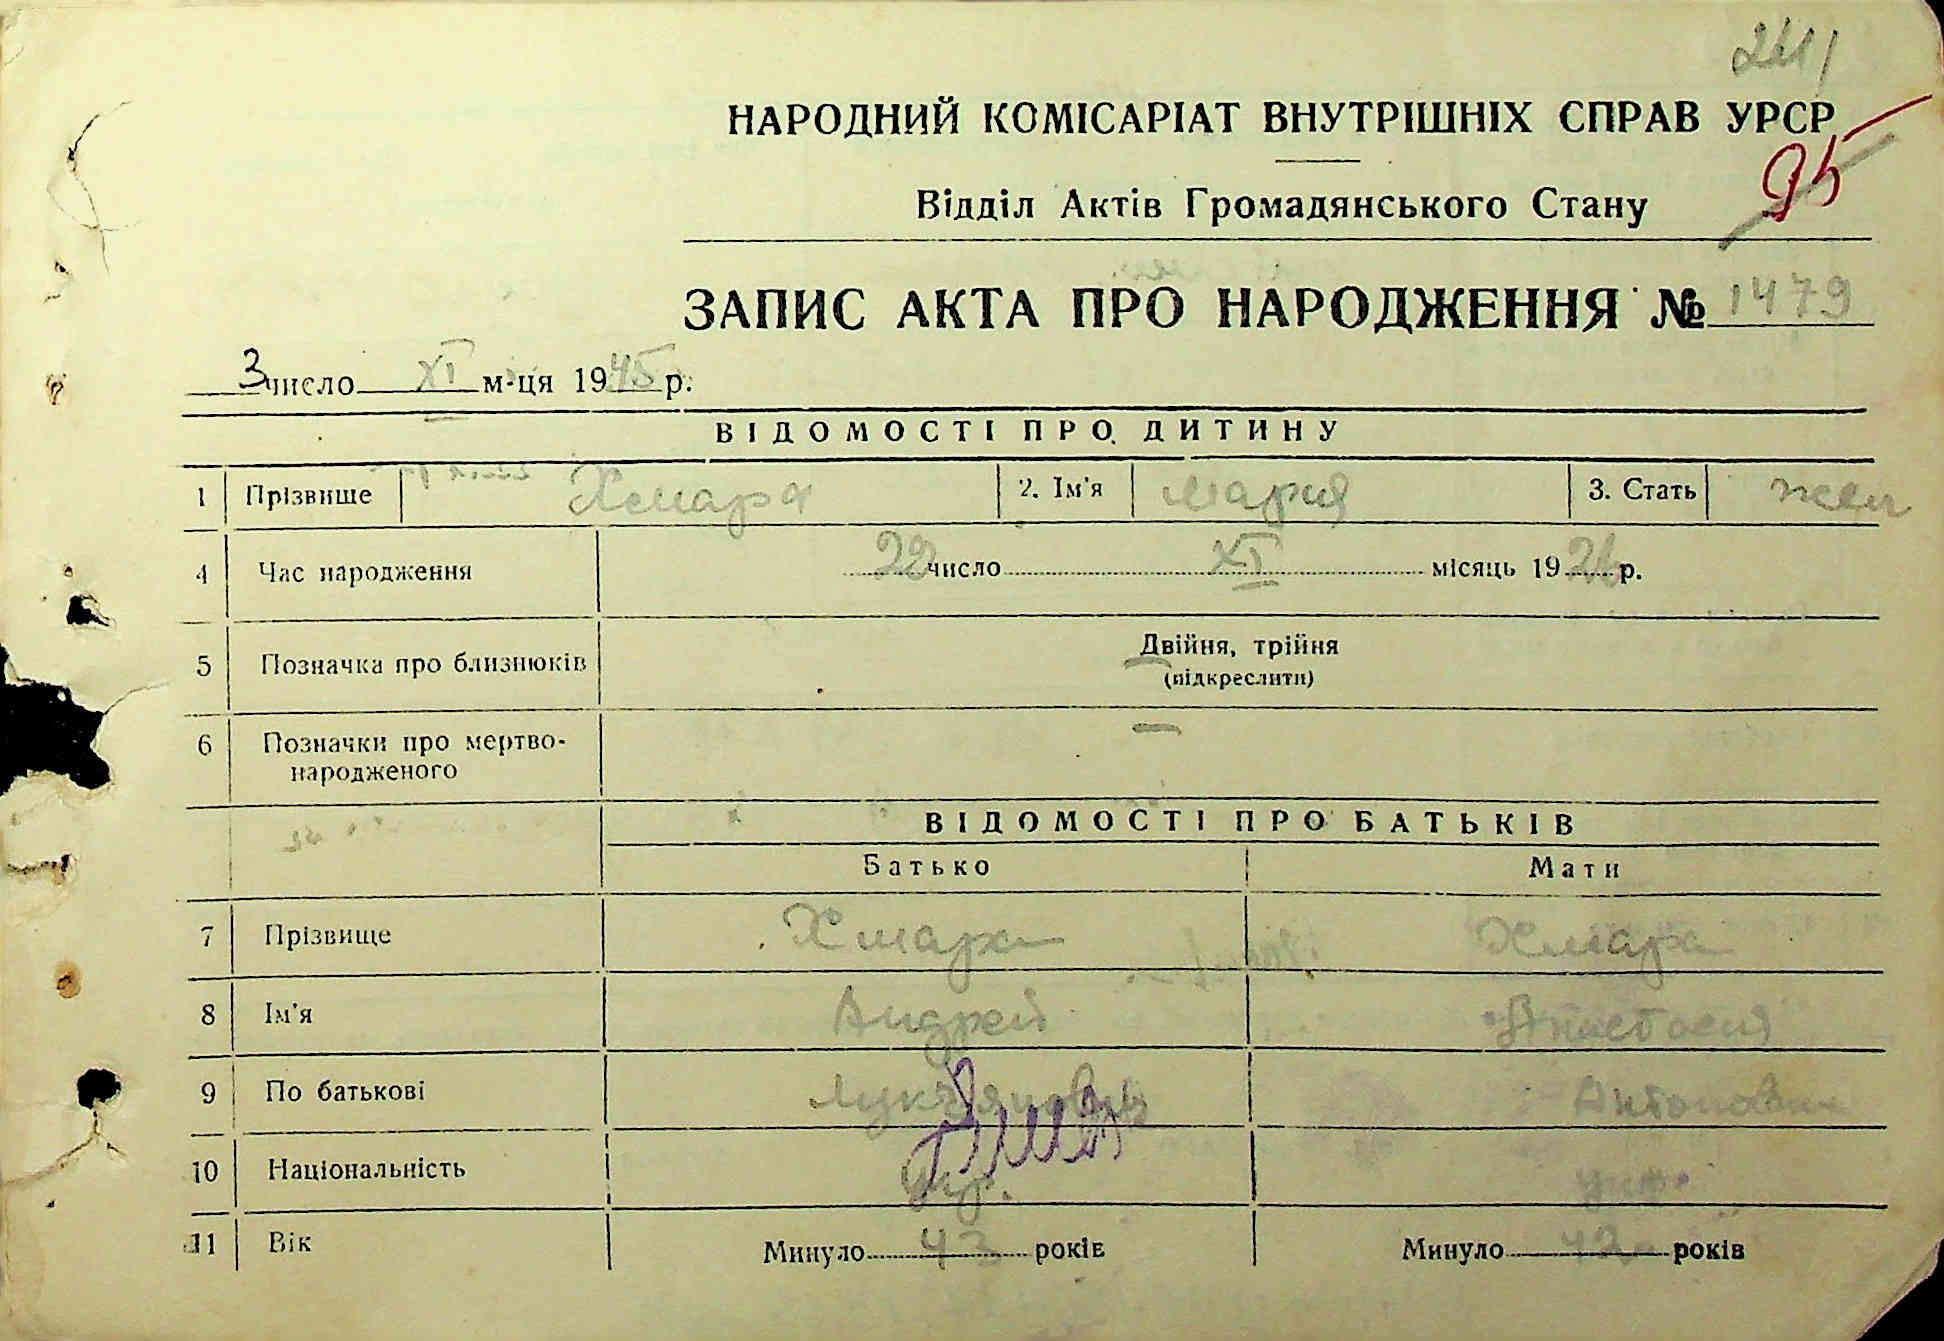 241
НАРОДНИЙ КОМІСАРІАТ ВНУТРІШНІХ СПРАВ УРСР
95
Відділ Актів Громадянського Стану
ЗАПИС АКТА ПРО НАРОДЖЕННЯ № 1479
3 число XI м-ця 1945 р.
ВІДОМОСТІ ПРО ДИТИНУ
1 Прізвище Хмара 2. Ім'я Мария 3. Стать жен
4 Час народження 22 число XI місяць 1926 р.
5 Позначка про близнюків Двійня, трійня
(підкреслити)
6 Позначки про мертво-
народженого —
ВІДОМОСТІ ПРО БАТЬКІВ
Батько Мати
7 Прізвище Хмара Хмара
8 Ім'я Андрей Анастасия
9 По батькові Лукъянович Антоновна
10 Національність укр. укр.
11 Вік Минуло 43 років Минуло 42 років